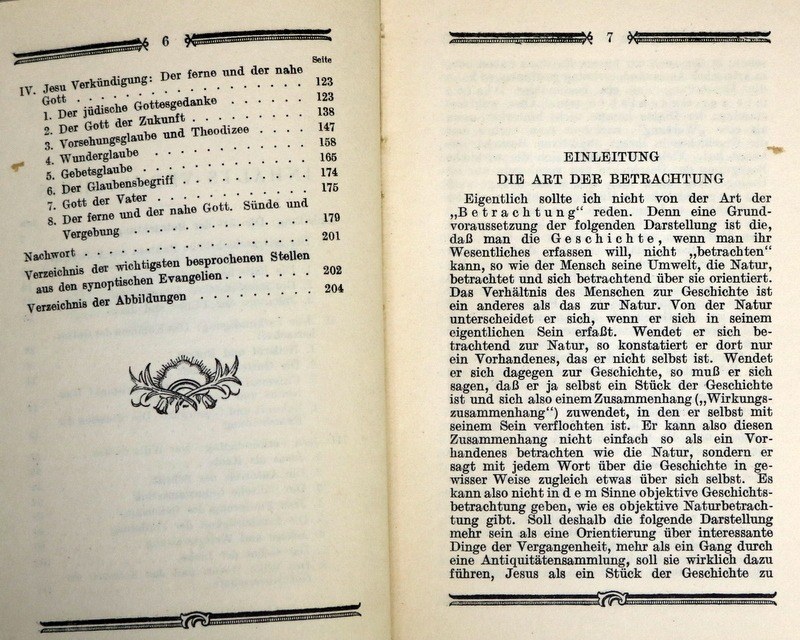 6
Seite
IV. Jesu Verkündigung: Der ferne und der nahe
Gott . . . . . . . . . . . . . . . 123
1. Der jüdische Gottesgedanke . . . . . . 123
2. Der Gott der Zukunft . . . . . . . . 138
3. Vorsehungsglaube und Theodizee . . . . 147
4. Wunderglaube . . . . . . . . . . 158
5. Gebetsglaube . . . . . . . . . . 165
6. Der Glaubensbegriff . . . . . . . . 174
7. Gott der Vater . . . . . . . . . . 175
8. Der ferne und der nahe Gott. Sünde und
Vergebung . . . . . . . . . . . 179
Nachwort . . . . . . . . . . . . . . 201
Verzeichnis der wichtigsten besprochenen Stellen
aus den synoptischen Evangelien . . . . . . 202
Verzeichnis der Abbildungen . . . . . . . . 204
7
EINLEITUNG
DIE ART DER BETRACHTUNG
Eigentlich sollte ich nicht von der Art der
„Betrachtung“ reden. Denn eine Grund-
voraussetzung der folgenden Darstellung ist die,
daß man die Geschichte, wenn man ihr
Wesentliches erfassen will, nicht „betrachten“
kann, so wie der Mensch seine Umwelt, die Natur,
betrachtet und sich betrachtend über sie orientiert.
Das Verhältnis des Menschen zur Geschichte ist
ein anderes als das zur Natur. Von der Natur
unterscheidet er sich, wenn er sich in seinem
eigentlichen Sein erfaßt. Wendet er sich be-
trachtend zur Natur, so konstatiert er dort nur
ein Vorhandenes, das er nicht selbst ist. Wendet
er sich dagegen zur Geschichte, so muß er sich
sagen, daß er ja selbst ein Stück der Geschichte
ist und sich also einem Zusammenhang („Wirkungs-
zusammenhang“) zuwendet, in den er selbst mit
seinem Sein verflochten ist. Er kann also diesen
Zusammenhang nicht einfach so als ein Vor-
handenes betrachten wie die Natur, sondern er
sagt mit jedem Wort über die Geschichte in ge-
wisser Weise zugleich etwas über sich selbst. Es
kann also nicht in dem Sinne objektive Geschichts-
betrachtung geben, wie es objektive Naturbetrach-
tung gibt. Soll deshalb die folgende Darstellung
mehr sein als eine Orientierung über interessante
Dinge der Vergangenheit, mehr als ein Gang durch
eine Antiquitätensammlung, soll sie wirklich dazu
führen, Jesus als ein Stück der Geschichte zu